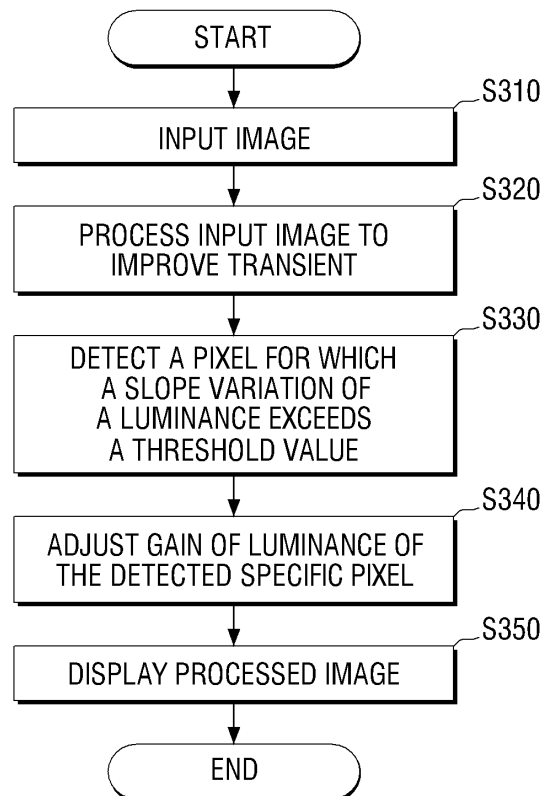 START
S310
INPUT IMAGE
S320
PROCESS INPUT IMAGE TO
IMPROVE TRANSIENT
S330
DETECT A PIXEL FOR WHICH
A SLOPE VARIATION OF
A LUMINANCE EXCEEDS
A THRESHOLD VALUE
S340
ADJUST GAIN OF LUMINANCE OF
THE DETECTED SPECIFIC PIXEL
S350
DISPLAY PROCESSED IMAGE
END